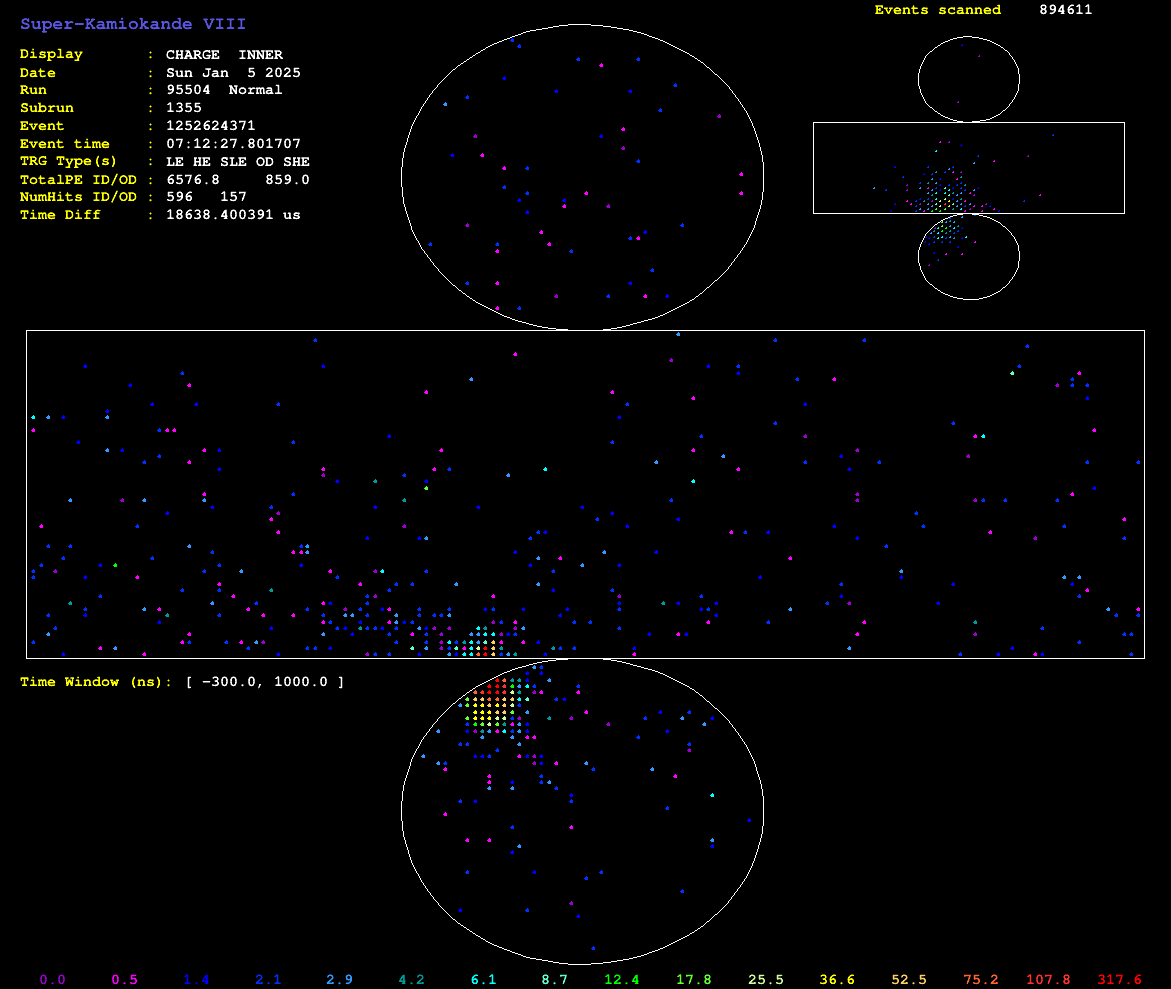 Super-Kamiokande VIII
Events scanned 894611
Display : CHARGE INNER
Date : Sun Jan 5 2025
Run : 95504 Normal
Subrun : 1355
Event : 1252624371
Event time : 07:12:27.801707
TRG Type(s) : LE HE SLE OD SHE
TotalPE ID/OD : 6576.8 859.0
NumHits ID/OD : 596 157
Time Diff : 18638.400391 us
Time Window (ns): [ -300.0, 1000.0 ]
0.0 0.5 1.4 2.1 2.9 4.2 6.1 8.7 12.4 17.8 25.5 36.6 52.5 75.2 107.8 317.6